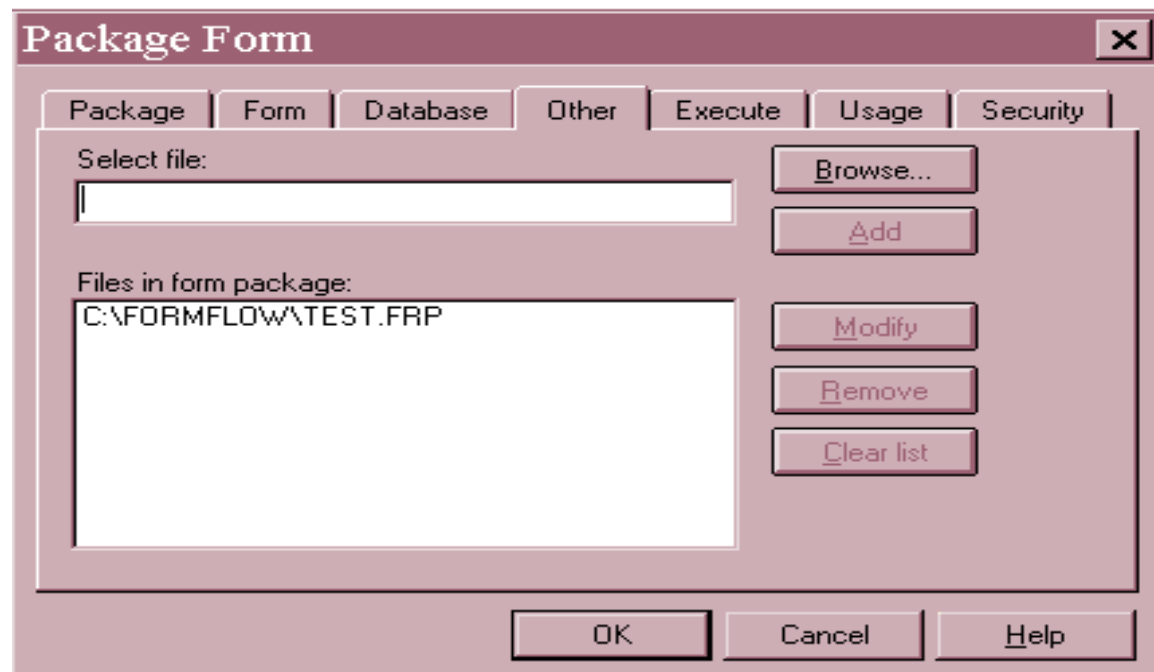 Package Form
Package Form Database Other Execute Usage Security
Select file:
Browse...
Add
Files in form package:
C:\FORMFLOW\TEST.FRP
Modify
Remove
Clear list
OK Cancel Help